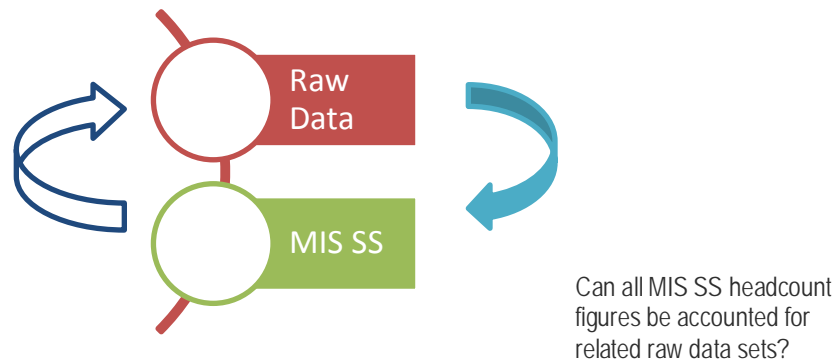 Raw
Data
MIS SS
Can all MIS SS headcount
figures be accounted for
related raw data sets?